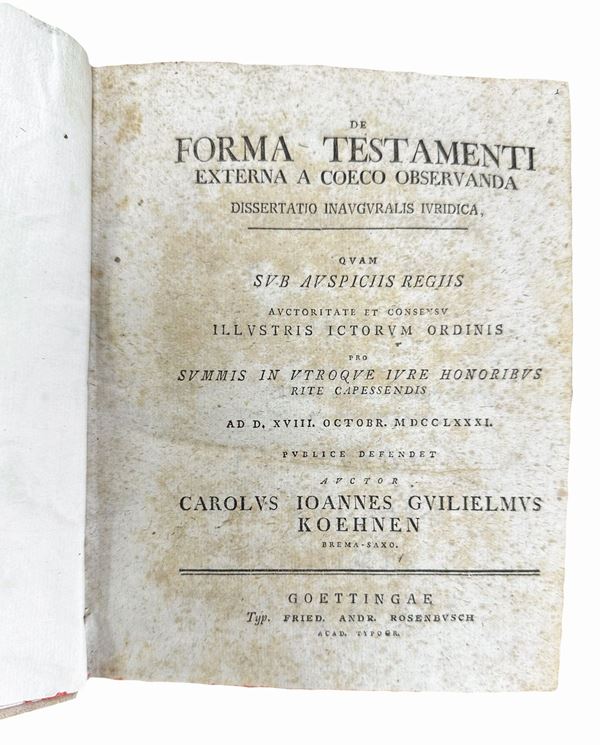 DE
FORMA TESTAMENTI
EXTERNA A COECO OBSERVANDA
DISSERTATIO INAVGVRALIS IVRIDICA,
QVAM
SVB AVSPICIIS REGIIS
AVCTORITATE ET CONSENSV
ILLVSTRIS ICTORVM ORDINIS
PRO
SVMMIS IN VTROQVE IVRE HONORIBVS
RITE CAPESSENDIS
AD D. XVIII. OCTOBR. MDCCLXXXI.
PVBLICE DEFENDET
AVCTOR
CAROLVS IOANNES GVILIELMVS
KOEHNEN
BREMA-SAXO.
GOETTINGAE
Typ. FRIED. ANDR. ROSENBVSCH
ACAD. TYPOGR.